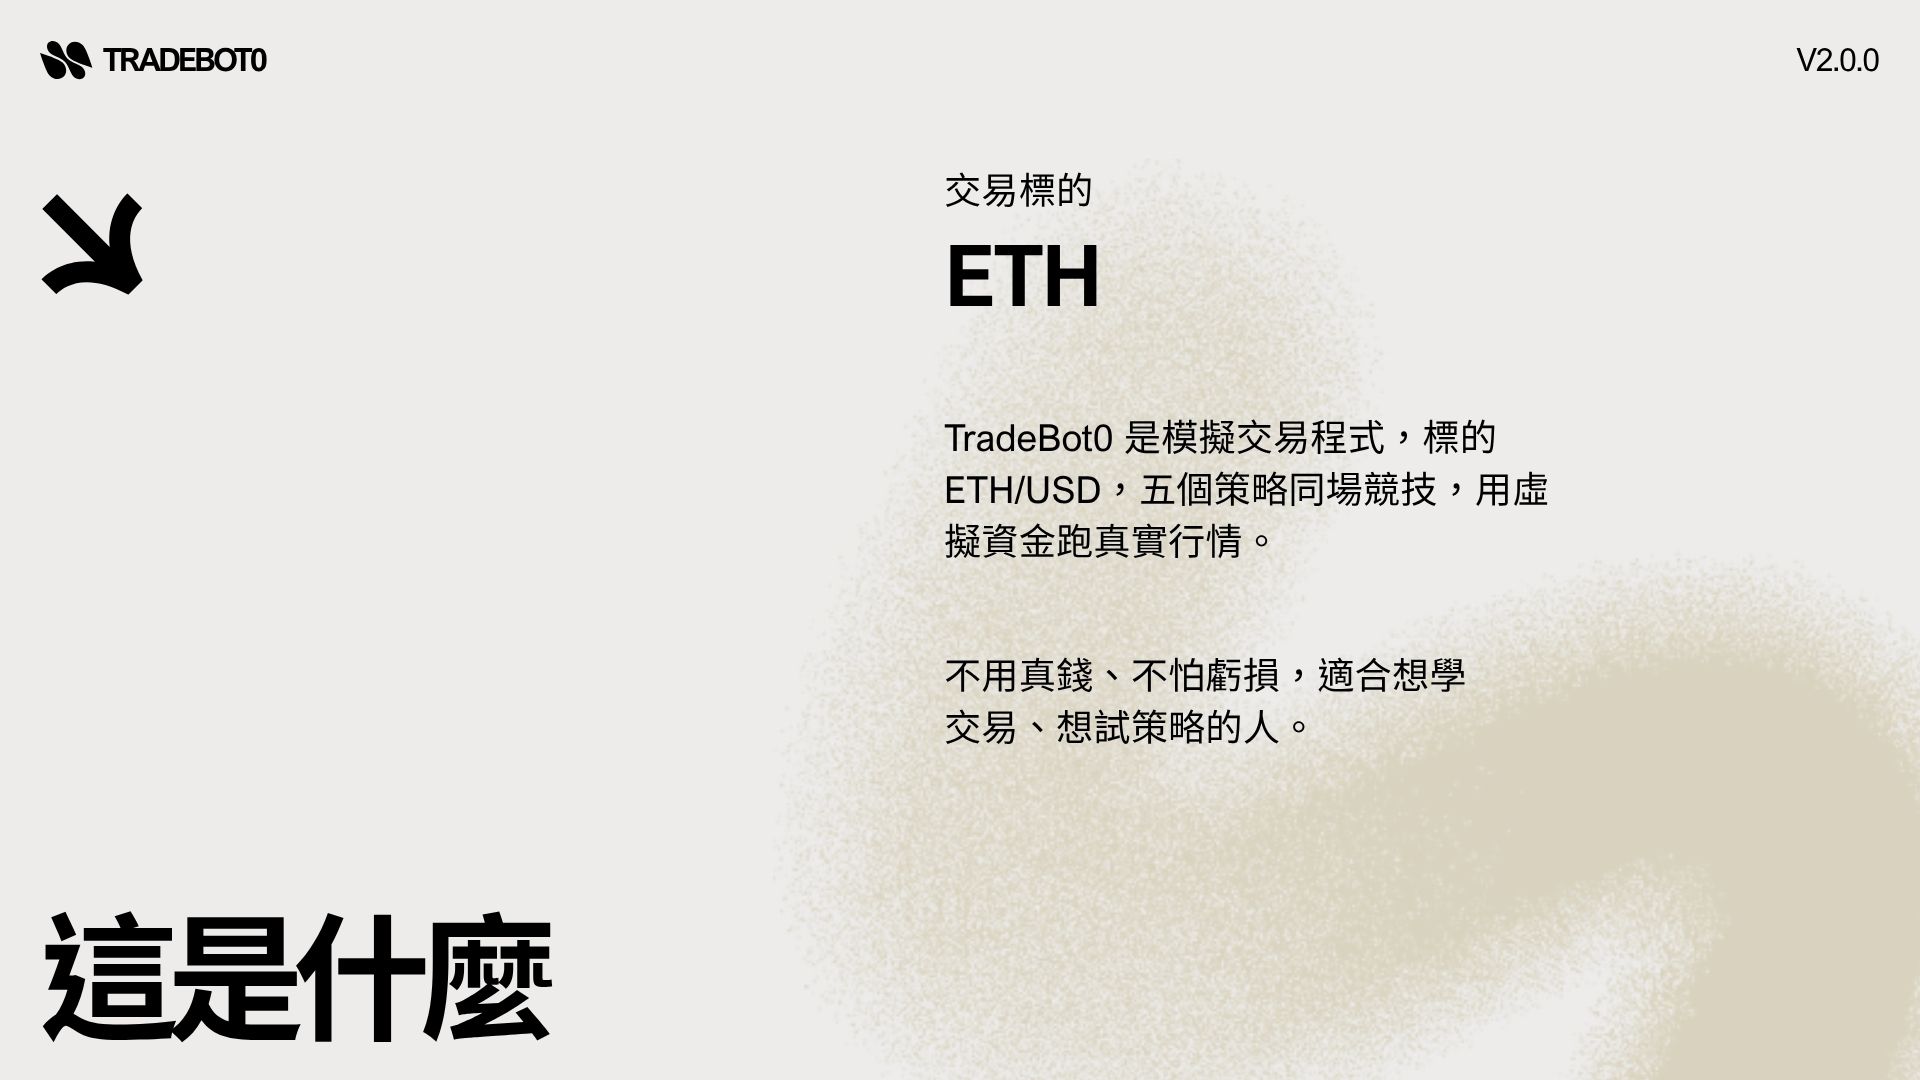 TRADEBOT0
V2.0.0
交易標的
ETH
TradeBot0 是模擬交易程式，標的
ETH/USD，五個策略同場競技，用虛
擬資金跑真實行情。
不用真錢、不怕虧損，適合想學
交易、想試策略的人。
這是什麼